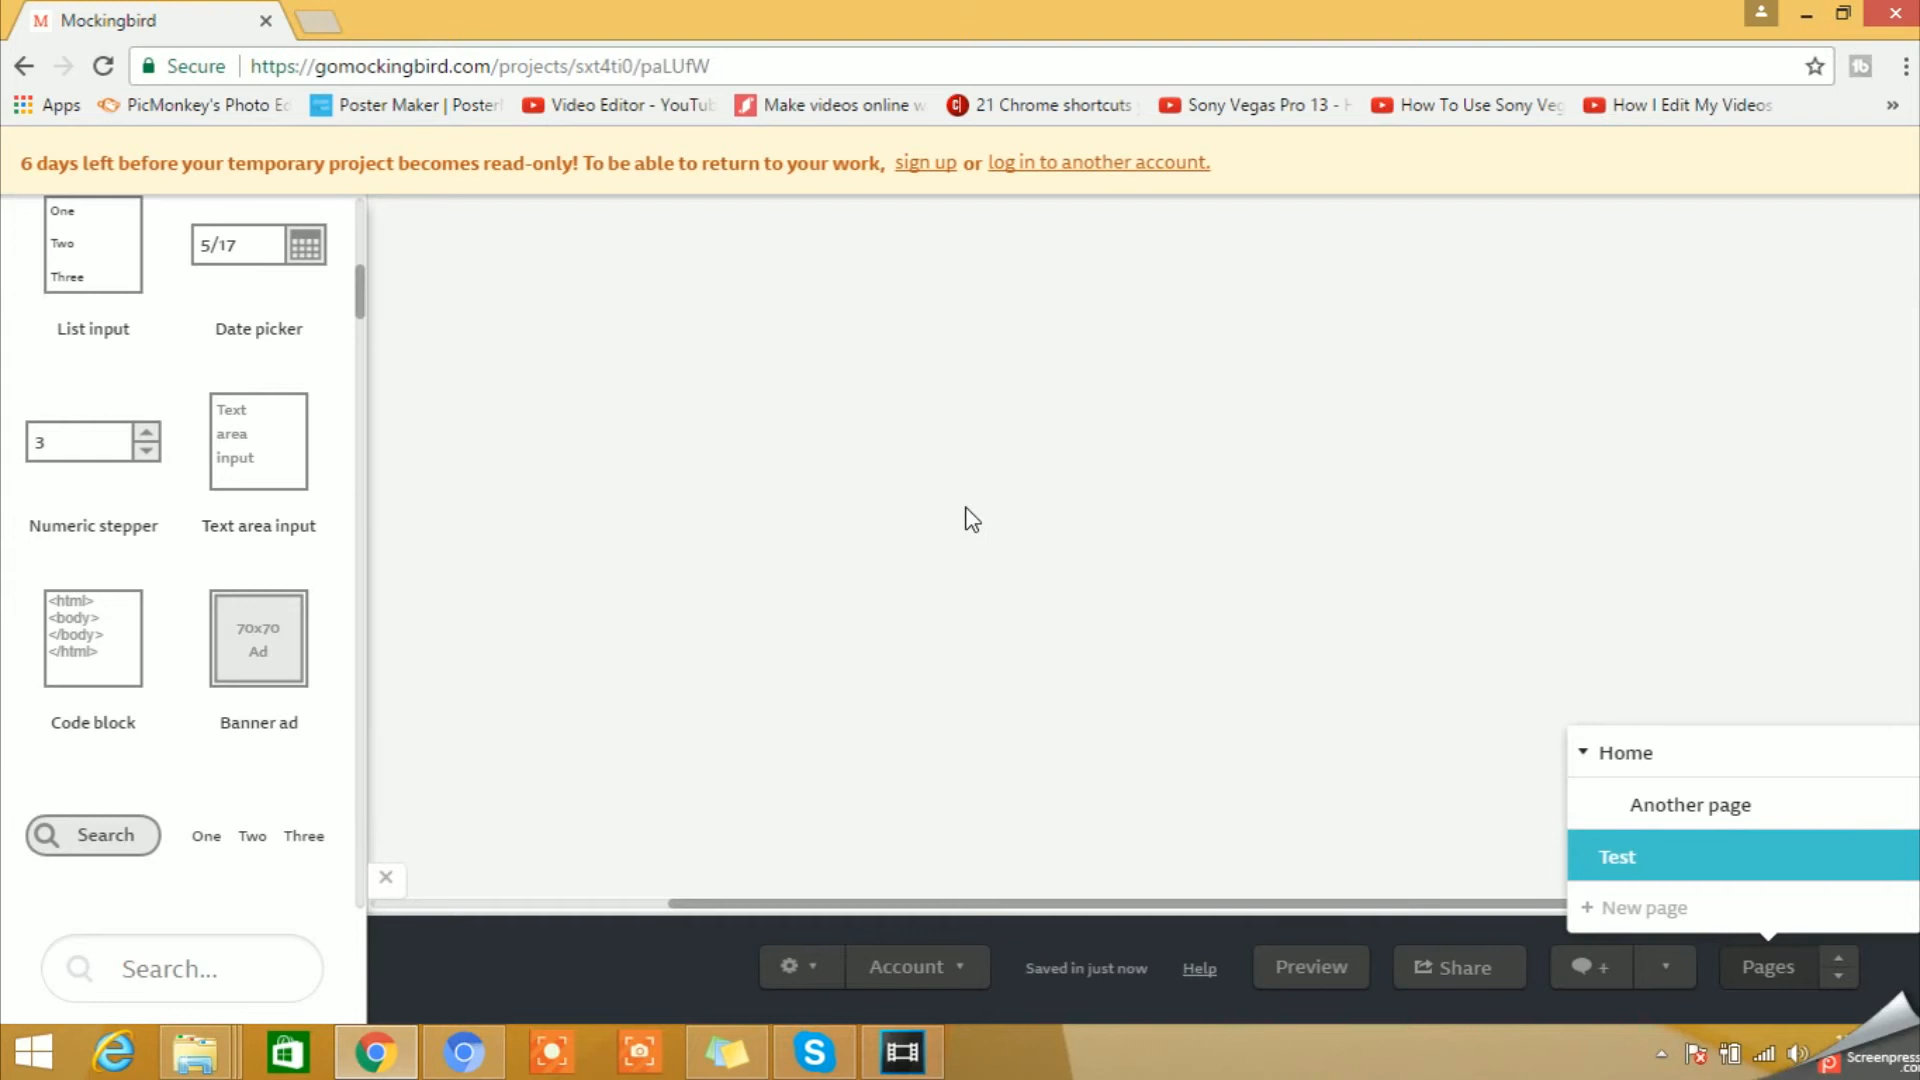 M Mockingbird
Secure https://gomockingbird.com/projects/sxt4ti0/paLUfW
Apps PicMonkey's Photo Poster Maker | Poster Video Editor - YouTu Make videos online 21 Chrome shortcuts Sony Vegas Pro 13 - How To Use Sony How I Edit My Videos »
6 days left before your temporary project becomes read-only! To be able to return to your work, sign up or log in to another account.
One
Two
Three
5/17
List input
Date picker
3
Text
area
input
Numeric stepper
Text area input
<html>
<body>
</body>
</html>
70x70
Ad
Code block
Banner ad
Search
One Two Three
Search...
Home
Another page
Test
+ New page
Account
Saved in just now
Help
Preview
Share
+
Pages
Screenpress
.co